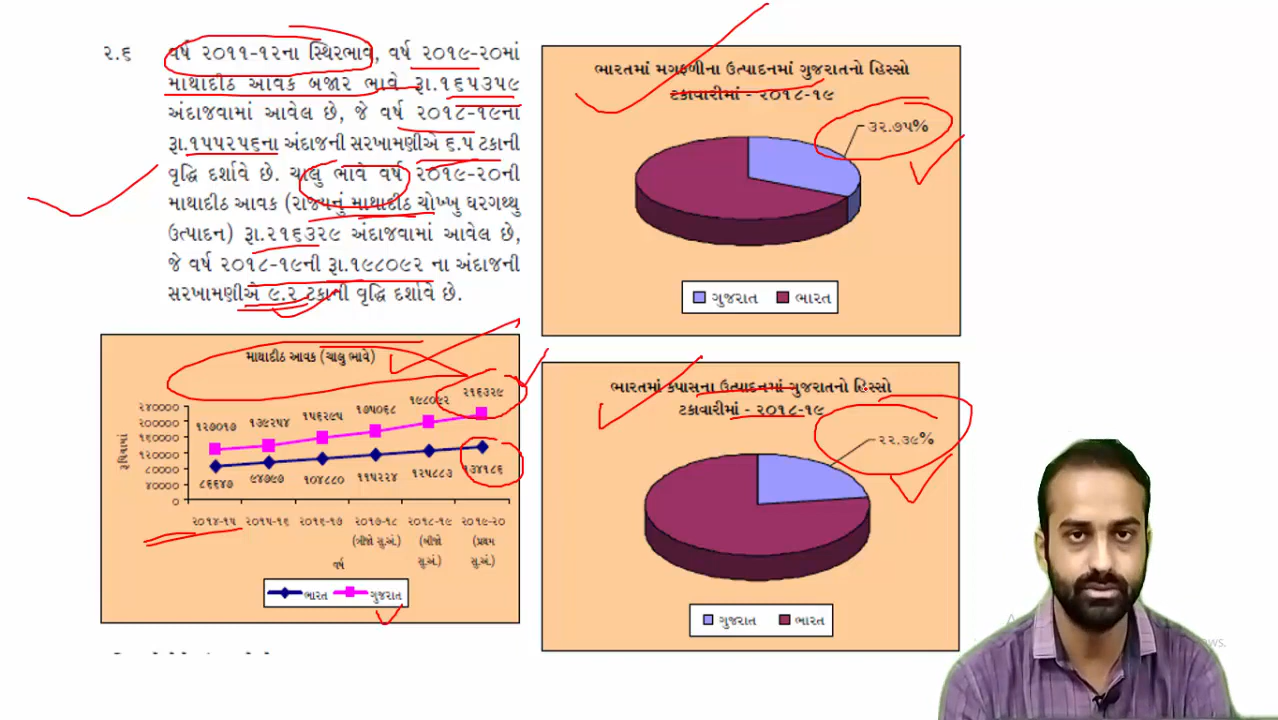 ૨.૬ વર્ષ ૨૦૧૧-૧૨ના સ્થિરભાવ, વર્ષ ૨૦૧૯-૨૦માં
માથાદીઠ આવક બજાર ભાવે રૂા.૧૬૫૩૫૯
અંદાજવામાં આવેલ છે, જે વર્ષ ૨૦૧૮-૧૯ના
રૂા.૧૫૫૨૫૬ના અંદાજની સરખામણીએ ૬.૫ ટકાની
વૃદ્ધિ દર્શાવે છે. ચાલુ ભાવે વર્ષ ૨૦૧૯-૨૦ની
માથાદીઠ આવક (રાજ્યનું માથાદીઠ ચોખ્ખુ ઘરગથ્થુ
ઉત્પાદન) રૂા.૨૧૬૩૨૯ અંદાજવામાં આવેલ છે,
જે વર્ષ ૨૦૧૮-૧૯ની રૂા.૧૯૮૦૯૨ ના અંદાજની
સરખામણીએ ૯.૨ ટકાની વૃદ્ધિ દર્શાવે છે.
માથાદીઠ આવક (ચાલુ ભાવે)
રૂપિયામાં
૨૪૦૦૦૦
૨૦૦૦૦૦
૧૬૦૦૦૦
૧૨૦૦૦૦
૮૦૦૦૦
૪૦૦૦૦
૦
૧૨૭૦૧૭ ૧૩૯૨૫૪ ૧૫૬૨૯૫ ૧૭૫૦૬૮ ૧૯૮૦૯૨ ૨૧૬૩૨૯
૮૬૬૪૭ ૯૪૭૯૭ ૧૦૪૮૮૦ ૧૧૫૨૨૪ ૧૨૫૮૮૩ ૧૩૪૧૮૬
૨૦૧૪-૧૫ ૨૦૧૫-૧૬ ૨૦૧૬-૧૭ ૨૦૧૭-૧૮ ૨૦૧૮-૧૯ ૨૦૧૯-૨૦
(ત્રીજો સુ.અં.) (બીજો સુ.અં.) (પ્રથમ સુ.અં.)
વર્ષ
ભારત ગુજરાત
ભારતમાં મગફળીના ઉત્પાદનમાં ગુજરાતનો હિસ્સો
ટકાવારીમાં - ૨૦૧૮-૧૯
૩૨.૭૫%
ગુજરાત ભારત
ભારતમાં કપાસના ઉત્પાદનમાં ગુજરાતનો હિસ્સો
ટકાવારીમાં - ૨૦૧૮-૧૯
૨૨.૩૯%
ગુજરાત ભારત